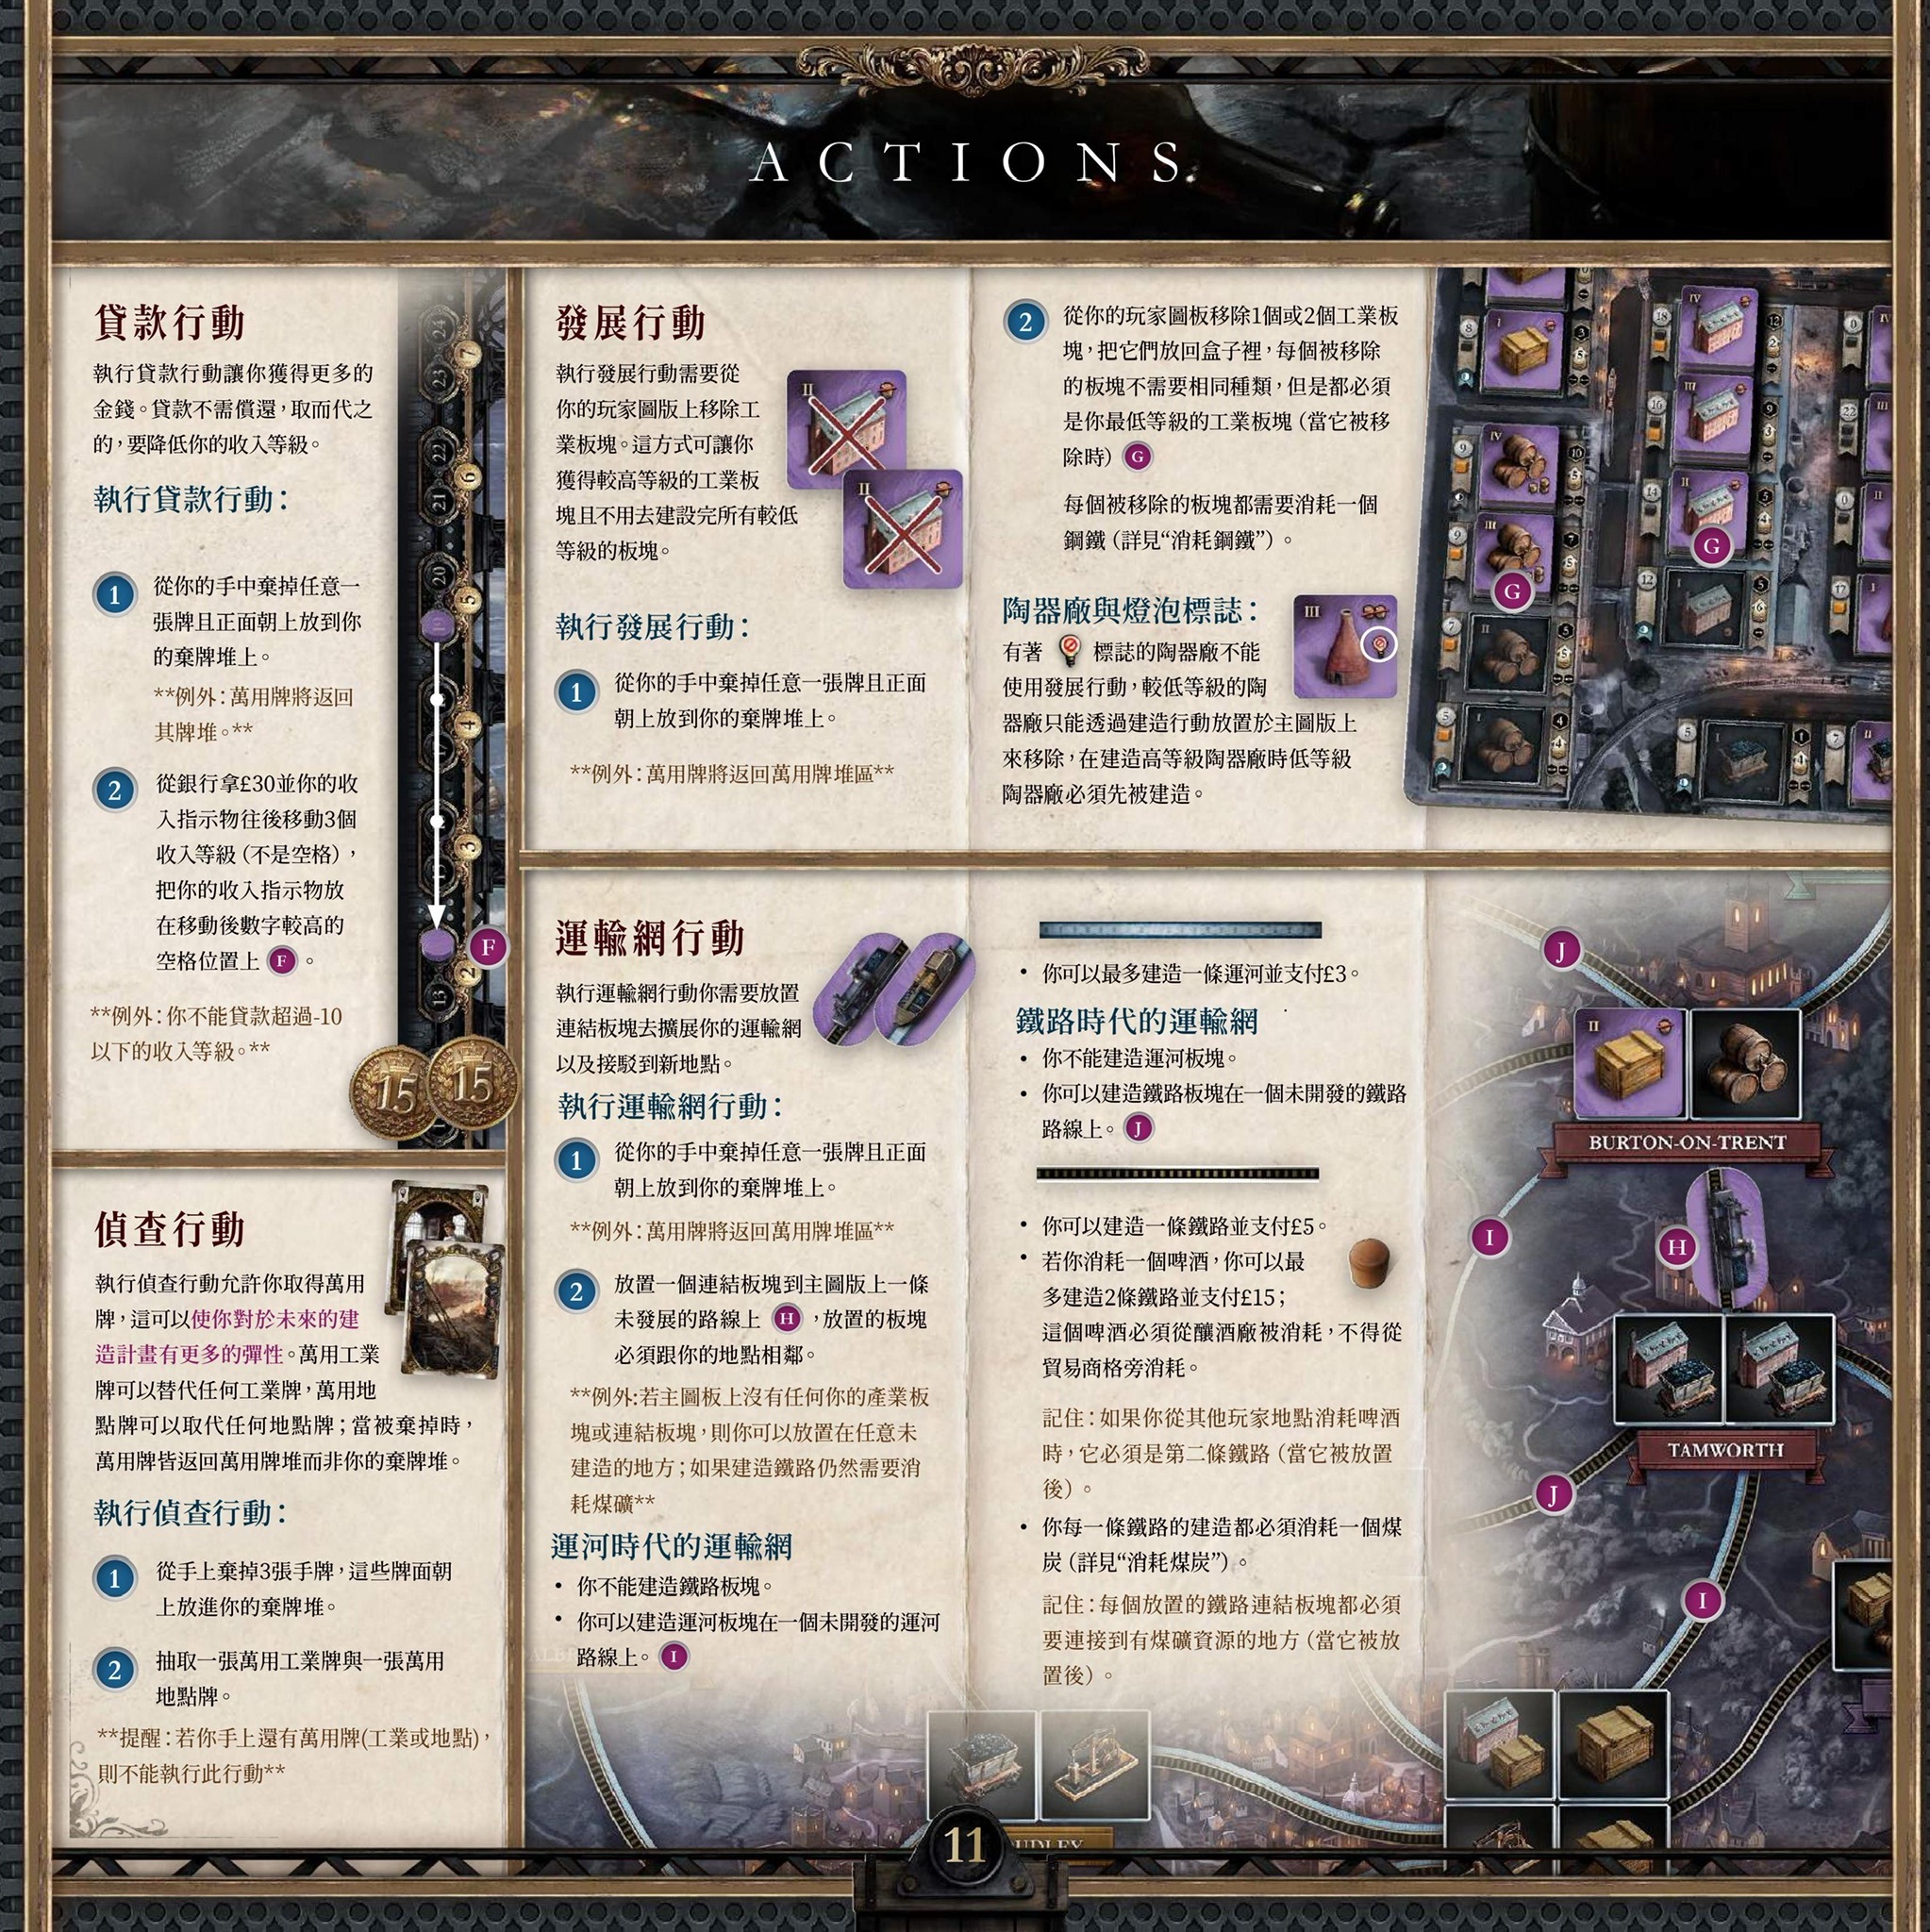 ACTIONS
貸款行動
執行貸款行動讓你獲得更多的
金錢。貸款不需償還，取而代之
的，要降低你的收入等級。
執行貸款行動：
1
從你的手中棄掉任意一
張牌且正面朝上放到你
的棄牌堆上。
**例外：萬用牌將返回
其牌堆。**
2
從銀行拿£30並你的收
入指示物往後移動3個
收入等級（不是空格），
把你的收入指示物放
在移動後數字較高的
空格位置上 F 。
**例外：你不能貸款超過-10
以下的收入等級。**
24
7
23
22
6
21
20
5
4
3
F
2
13
15
15
偵查行動
執行偵查行動允許你取得萬用
牌，這可以使你對於未來的建
造計畫有更多的彈性。萬用工業
牌可以替代任何工業牌，萬用地
點牌可以取代任何地點牌；當被棄掉時，
萬用牌皆返回萬用牌堆而非你的棄牌堆。
執行偵查行動：
1
從手上棄掉3張手牌，這些牌面朝
上放進你的棄牌堆。
2
抽取一張萬用工業牌與一張萬用
地點牌。
**提醒：若你手上還有萬用牌(工業或地點)，
則不能執行此行動**
發展行動
執行發展行動需要從
你的玩家圖版上移除工
業板塊。這方式可讓你
獲得較高等級的工業板
塊且不用去建設完所有較低
等級的板塊。
II
II
執行發展行動：
1
從你的手中棄掉任意一張牌且正面
朝上放到你的棄牌堆上。
**例外：萬用牌將返回萬用牌堆區**
2
從你的玩家圖板移除1個或2個工業板
塊，把它們放回盒子裡，每個被移除
的板塊不需要相同種類，但是都必須
是你最低等級的工業板塊（當它被移
除時） G
每個被移除的板塊都需要消耗一個
鋼鐵（詳見“消耗鋼鐵”）。
陶器廠與燈泡標誌：
III
有著 標誌的陶器廠不能
使用發展行動，較低等級的陶
器廠只能透過建造行動放置於主圖版上
來移除，在建造高等級陶器廠時低等級
陶器廠必須先被建造。
G
G
運輸網行動
執行運輸網行動你需要放置
連結板塊去擴展你的運輸網
以及接駁到新地點。
執行運輸網行動：
1
從你的手中棄掉任意一張牌且正面
朝上放到你的棄牌堆上。
**例外：萬用牌將返回萬用牌堆區**
2
放置一個連結板塊到主圖版上一條
未發展的路線上 H ，放置的板塊
必須跟你的地點相鄰。
**例外:若主圖板上沒有任何你的產業板
塊或連結板塊，則你可以放置在任意未
建造的地方；如果建造鐵路仍然需要消
耗煤礦**
運河時代的運輸網
• 你不能建造鐵路板塊。
• 你可以建造運河板塊在一個未開發的運河
路線上。 I
• 你可以最多建造一條運河並支付£3。
鐵路時代的運輸網
• 你不能建造運河板塊。
• 你可以建造鐵路板塊在一個未開發的鐵路
路線上。 J
• 你可以建造一條鐵路並支付£5。
• 若你消耗一個啤酒，你可以最
多建造2條鐵路並支付£15；
這個啤酒必須從釀酒廠被消耗，不得從
貿易商格旁消耗。
記住：如果你從其他玩家地點消耗啤酒
時，它必須是第二條鐵路（當它被放置
後）。
• 你每一條鐵路的建造都必須消耗一個煤
炭（詳見“消耗煤炭”）。
記住：每個放置的鐵路連結板塊都必須
要連接到有煤礦資源的地方（當它被放
置後）。
J
II
BURTON-ON-TRENT
I
H
TAMWORTH
J
I
11